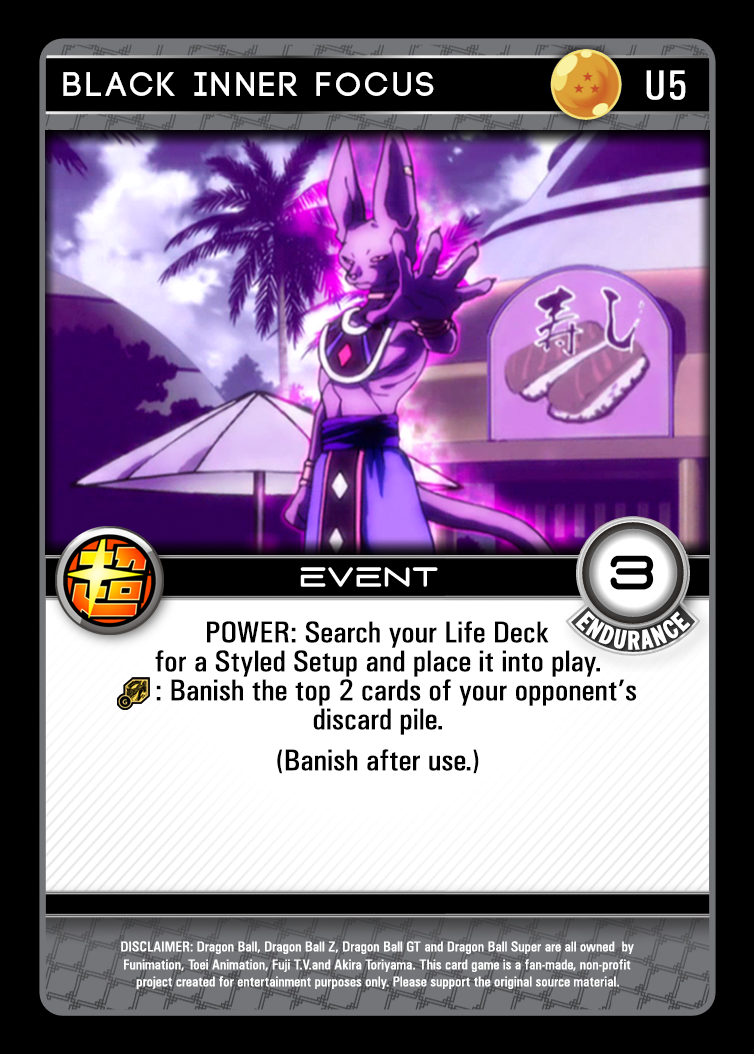 BLACK INNER FOCUS
U5
寿し
EVENT
3
ENDURANCE
POWER: Search your Life Deck
for a Styled Setup and place it into play.
: Banish the top 2 cards of your opponent's
discard pile.
(Banish after use.)
DISCLAIMER: Dragon Ball, Dragon Ball Z, Dragon Ball GT and Dragon Ball Super are all owned by
Funimation, Toei Animation, Fuji T.V.and Akira Toriyama. This card game is a fan-made, non-profit
project created for entertainment purposes only. Please support the original source material.